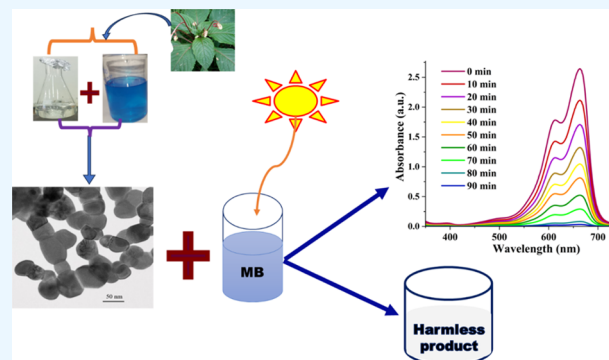 50 nm
MB
Harmless
product
Absorbance (a.u.)
2.5
2.0
1.5
1.0
0.5
0.0
0 min
10 min
20 min
30 min
40 min
50 min
60 min
70 min
80 min
90 min
400
500
600
700
Wavelength (nm)